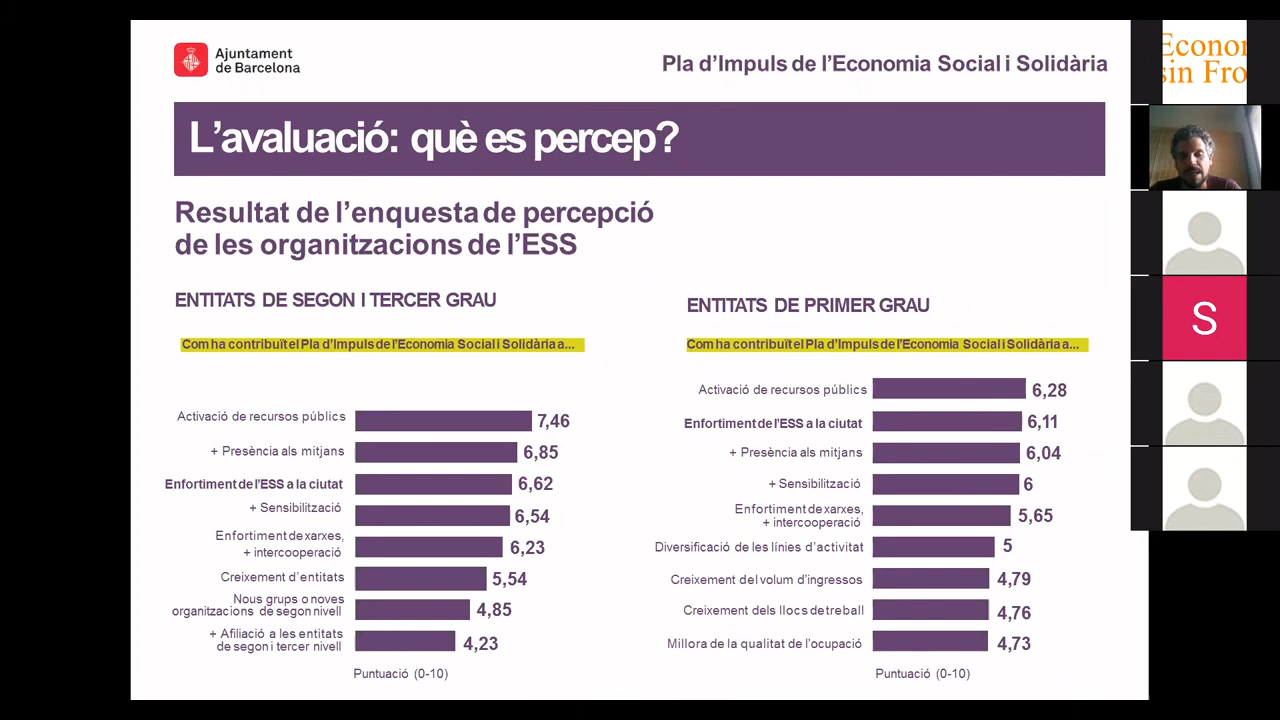 Ajuntament
de Barcelona
Pla d'Impuls de l'Economia Social i Solidària
L'avaluació: què es percep?
Resultat de l'enquesta de percepció
de les organitzacions de l'ESS
ENTITATS DE SEGON I TERCER GRAU
Com ha contribuït el Pla d'Impuls de l'Economia Social i Solidària a...
Activació de recursos públics 7,46
+ Presència als mitjans 6,85
Enfortiment de l'ESS a la ciutat 6,62
+ Sensibilització 6,54
Enfortiment de xarxes,
+ intercooperació 6,23
Creixement d'entitats 5,54
Nous grups o noves
organitzacions de segon nivell 4,85
+ Afiliació a les entitats
de segon i tercer nivell 4,23
Puntuació (0-10)
ENTITATS DE PRIMER GRAU
Com ha contribuït el Pla d'Impuls de l'Economia Social i Solidària a...
Activació de recursos públics 6,28
Enfortiment de l'ESS a la ciutat 6,11
+ Presència als mitjans 6,04
+ Sensibilització 6
Enfortiment de xarxes,
+ intercooperació 5,65
Diversificació de les línies d'activitat 5
Creixement del volum d'ingressos 4,79
Creixement dels llocs de treball 4,76
Millora de la qualitat de l'ocupació 4,73
Puntuació (0-10)
sin
S